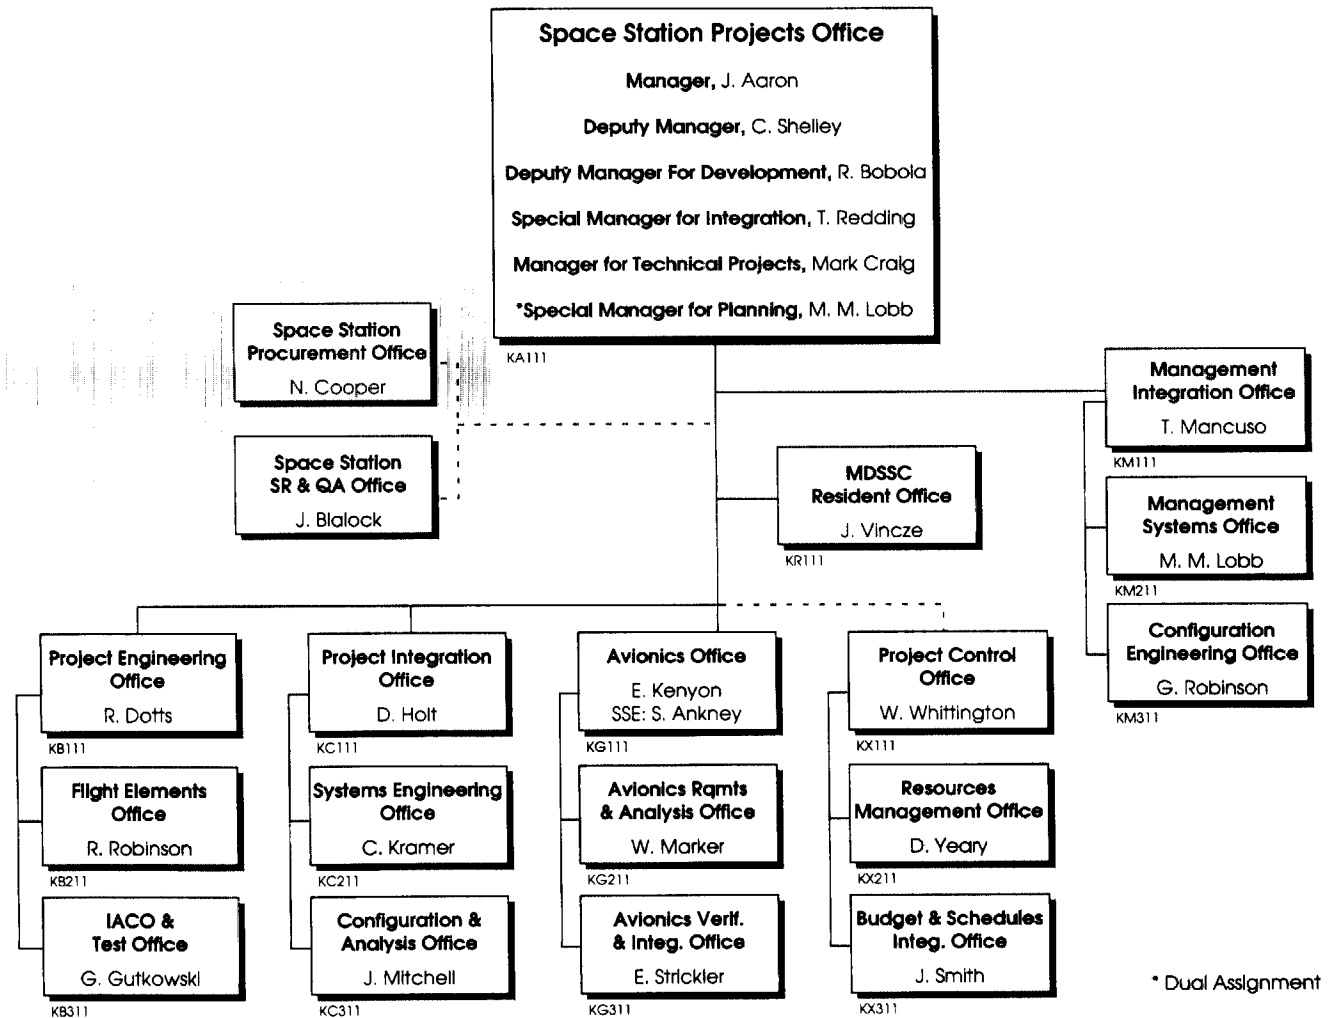 Space Station Projects Office
Manager, J. Aaron
Deputy Manager, C. Shelley
Deputy Manager For Development, R. Bobola
Special Manager for Integration, T. Redding
Manager for Technical Projects, Mark Craig
*Special Manager for Planning, M. M. Lobb
KA111
Space Station
Procurement Office
N. Cooper
Space Station
SR & QA Office
J. Blalock
Management
Integration Office
T. Mancuso
KM111
MDSSC
Resident Office
J. Vincze
KR111
Management
Systems Office
M. M. Lobb
KM211
Configuration
Engineering Office
G. Robinson
KM311
Project Engineering
Office
R. Dotts
KB111
Flight Elements
Office
R. Robinson
KB211
IACO &
Test Office
G. Gutkowski
KB311
Project Integration
Office
D. Holt
KC111
Systems Engineering
Office
C. Kramer
KC211
Configuration &
Analysis Office
J. Mitchell
KC311
Avionics Office
E. Kenyon
SSE: S. Ankney
KG111
Avionics Rqmts
& Analysis Office
W. Marker
KG211
Avionics Verif.
& Integ. Office
E. Strickler
KG311
Project Control
Office
W. Whittington
KX111
Resources
Management Office
D. Yeary
KX211
Budget & Schedules
Integ. Office
J. Smith
KX311
* Dual Assignment